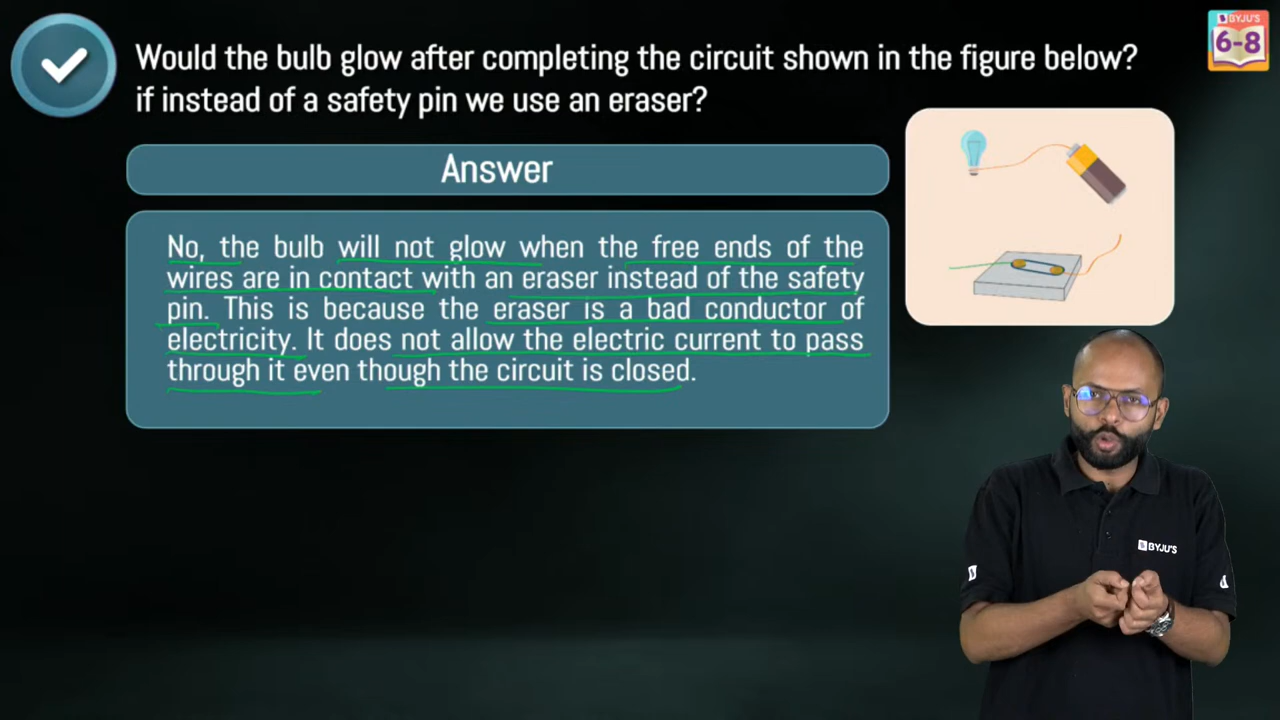 Would the bulb glow after completing the circuit shown in the figure below?
if instead of a safety pin we use an eraser?
BYJU'S
6-8
Answer
No, the bulb will not glow when the free ends of the
wires are in contact with an eraser instead of the safety
pin. This is because the eraser is a bad conductor of
electricity. It does not allow the electric current to pass
through it even though the circuit is closed.
BYJU'S